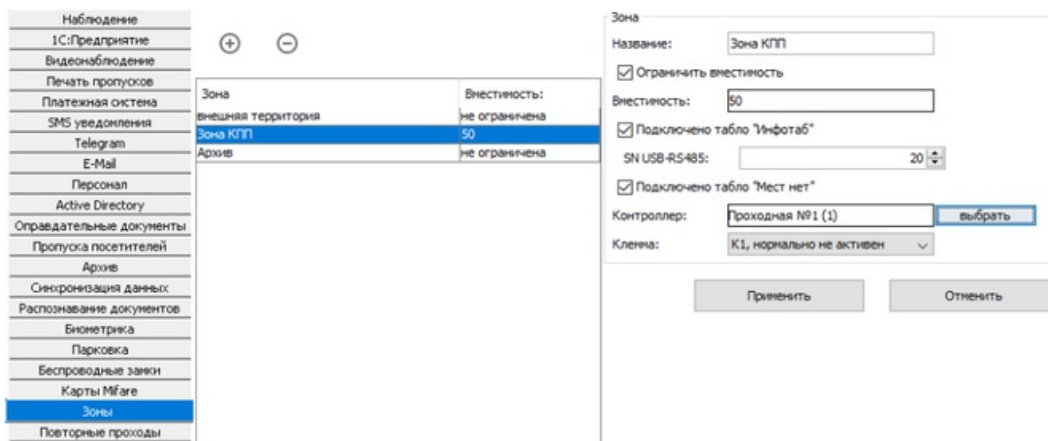 Наблюдение
1С:Предприятие
Видеонаблюдение
Печать пропусков
Платежная система
SMS уведомления
Telegram
E-Mail
Персонал
Active Directory
Оправдательные документы
Пропуска посетителей
Архив
Синхронизация данных
Распознавание документов
Биометрика
Парковка
Беспроводные замки
Карты Mifare
Зоны
Повторные проходы
Зона Вместимость:
внешняя территория не ограничена
Зона КПП 50
Архив не ограничена
Зона
Название: Зона КПП
Ограничить вместимость
Вместимость: 50
Подключено табло "Инфотаб"
SN USB-RS485: 20
Подключено табло "Мест нет"
Контроллер: Проходная №1 (1) выбрать
Клемма: К1, нормально не активен
Применить Отменить